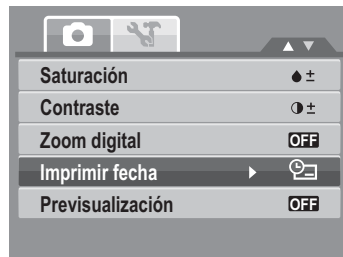 Saturación
Contraste
Zoom digital OFF
Imprimir fecha
Previsualización OFF